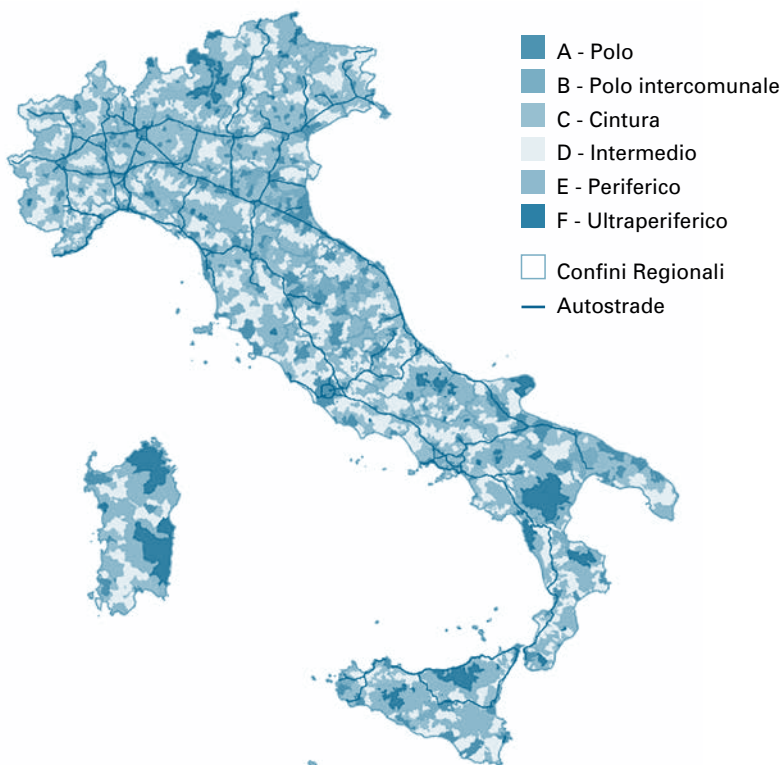 A - Polo
B - Polo intercomunale
C - Cintura
D - Intermedio
E - Periferico
F - Ultraperiferico
Confini Regionali
Autostrade